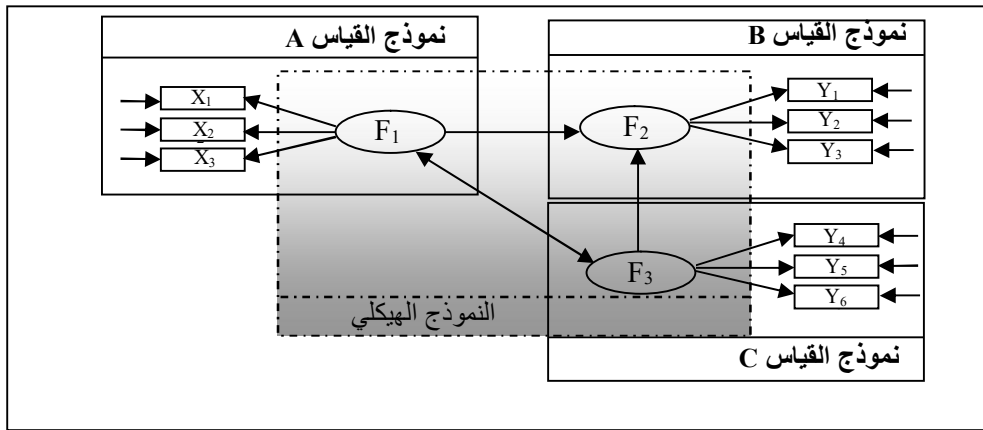 نموذج القياس A
نموذج القياس B
X₁
X₂
X₃
F₁
F₂
Y₁
Y₂
Y₃
F₃
Y₄
Y₅
Y₆
النموذج الهيكلي
نموذج القياس C